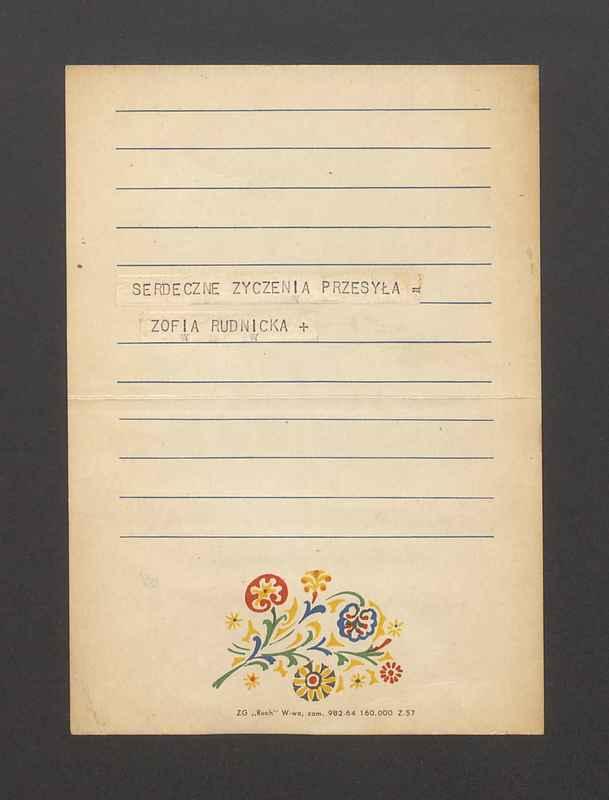 SERDECZNE ZYCZENIA PRZESYŁA =
ZOFIA RUDNICKA +
ZG „Ruch" W-wa, zam. 982-64 160.000 Z.57